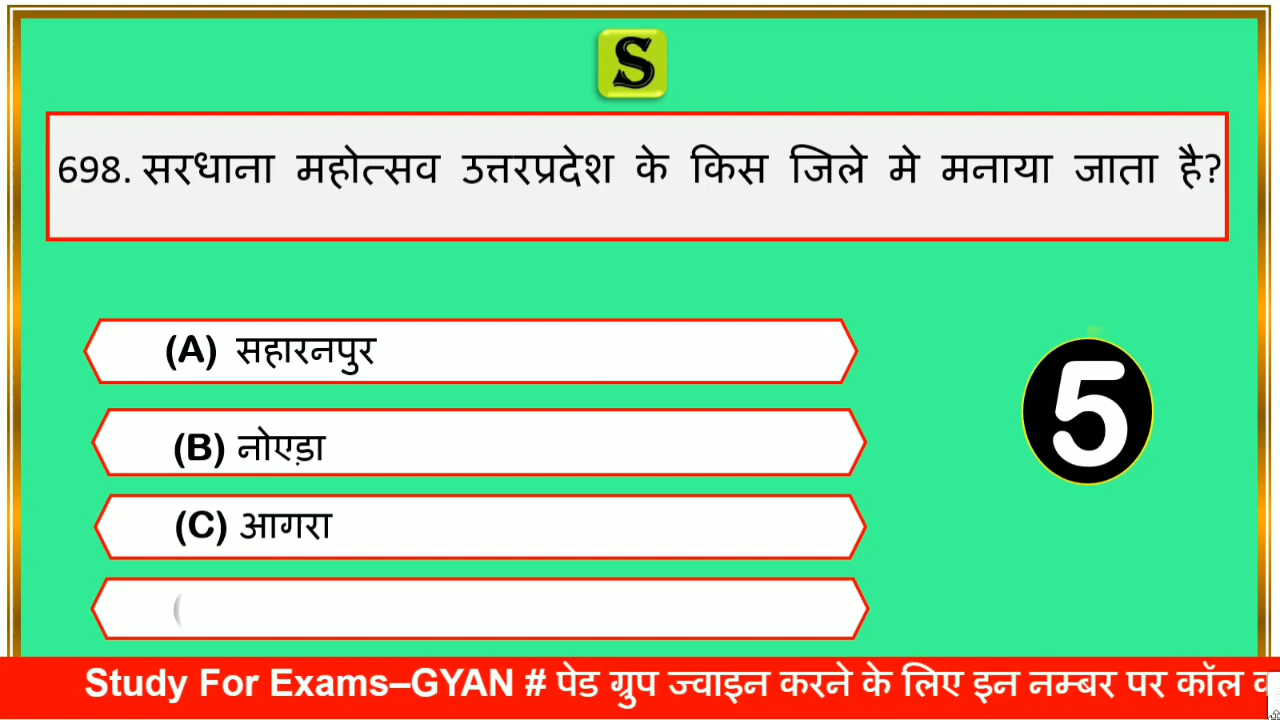 S
698. सरधाना महोत्सव उत्तरप्रदेश के किस जिले मे मनाया जाता है?
(A) सहारनपुर
(B) नोएड़ा
5
(C) आगरा
(
Study For Exams–GYAN # पेड ग्रुप ज्वाइन करने के लिए इन नम्बर पर कॉल